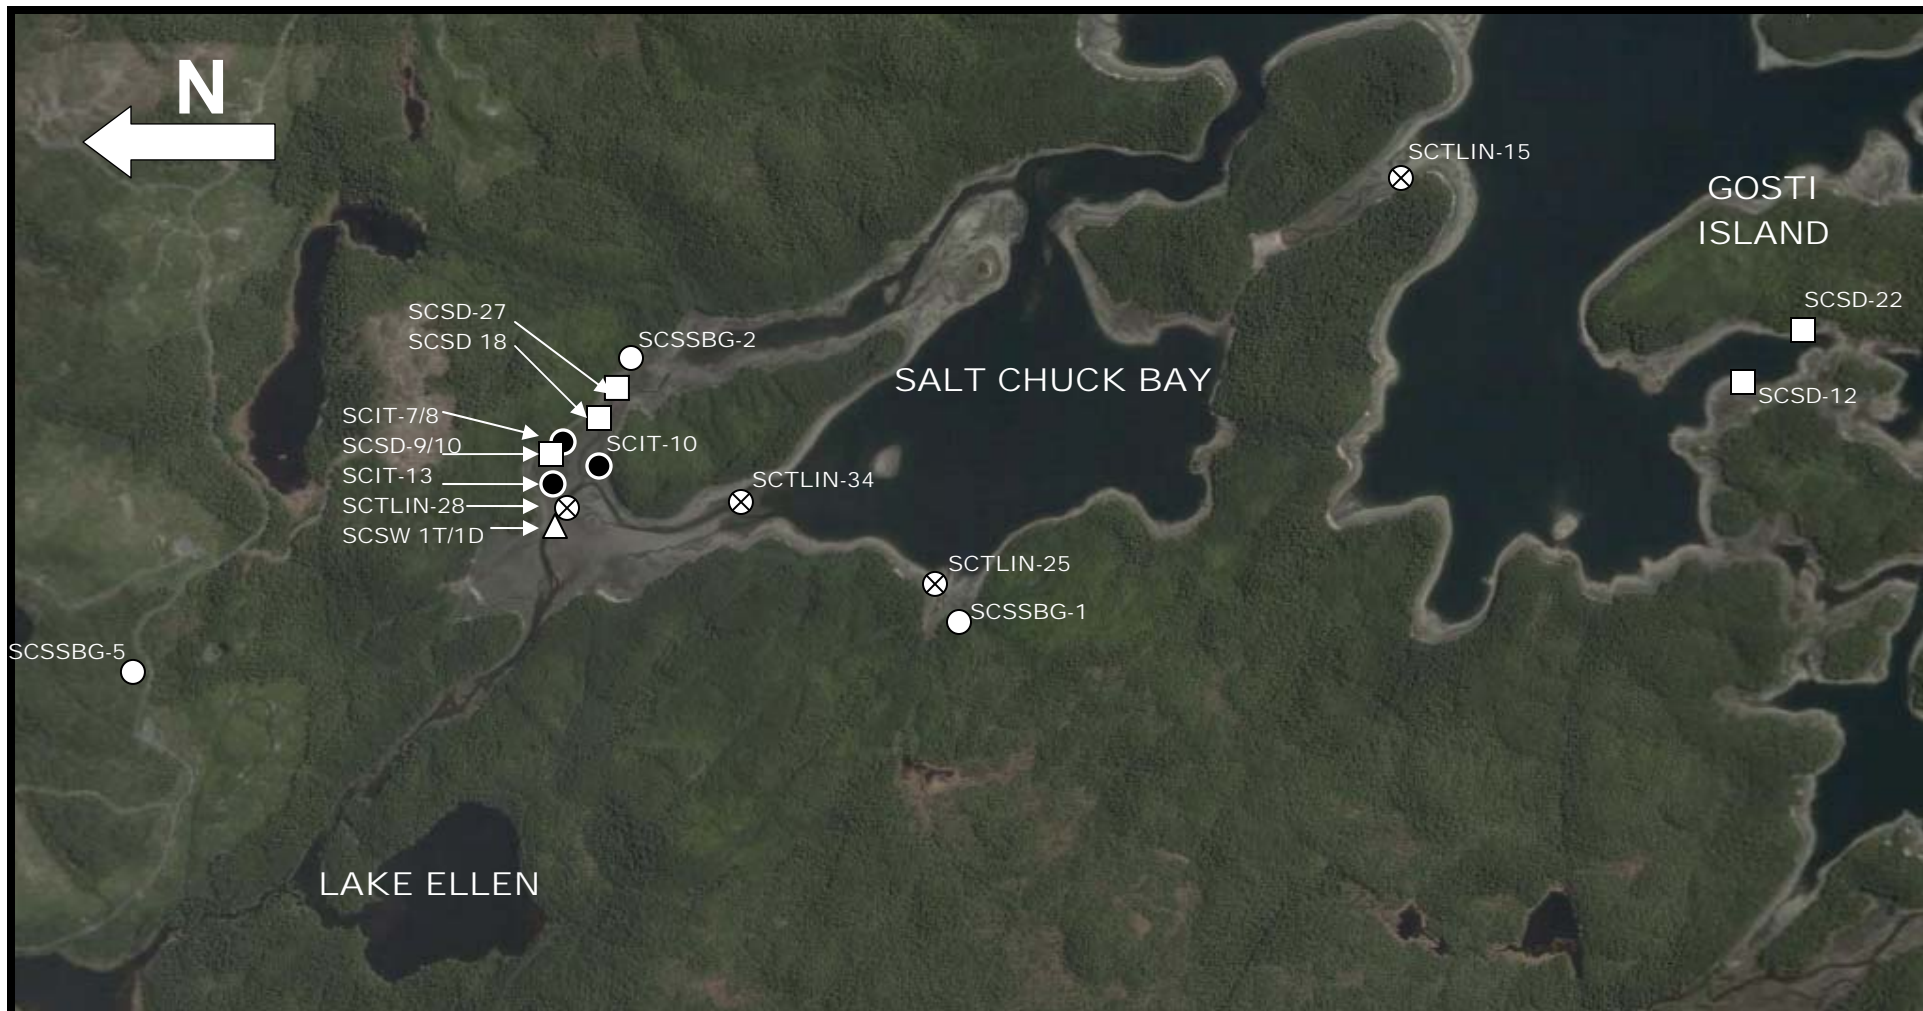 N
SCTLIN-15
GOSTI
ISLAND
SCSD-22
SCSD-27
SCSD 18
SCSSBG-2
SALT CHUCK BAY
SCSD-12
SCIT-7/8
SCSD-9/10
SCIT-10
SCIT-13
SCTLIN-34
SCTLIN-28
SCSW 1T/1D
SCTLIN-25
SCSSBG-1
SCSSBG-5
LAKE ELLEN